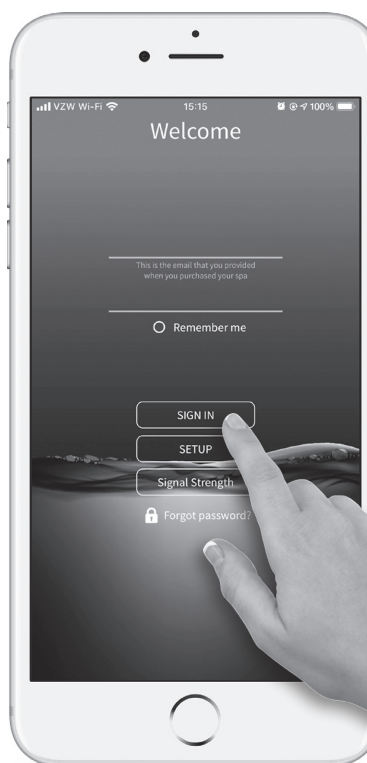 VZW Wi-Fi 15:15 100%
Welcome
This is the email that you provided
when you purchased your spa
Remember me
SIGN IN
SETUP
Signal Strength
Forgot password?